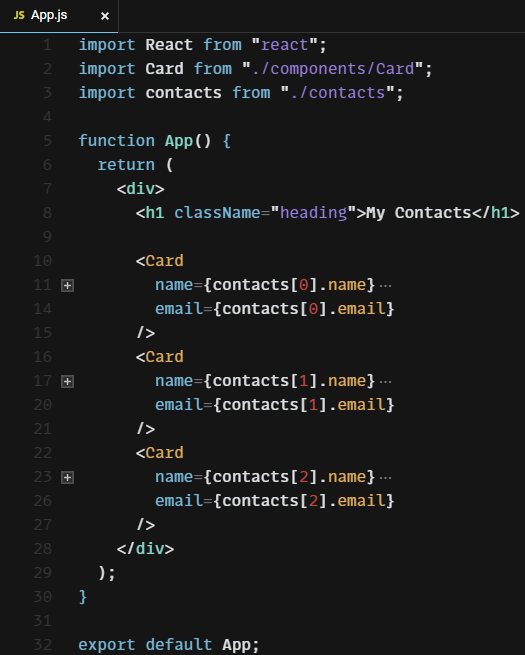 JS App.js ×
1 import React from "react";
2 import Card from "./components/Card";
3 import contacts from "./contacts";
4
5 function App() {
6   return (
7     <div>
8       <h1 className="heading">My Contacts</h1>
9
10       <Card
11         name={contacts[0].name}···
14         email={contacts[0].email}
15       />
16       <Card
17         name={contacts[1].name}···
20         email={contacts[1].email}
21       />
22       <Card
23         name={contacts[2].name}···
26         email={contacts[2].email}
27       />
28     </div>
29   );
30 }
31
32 export default App;